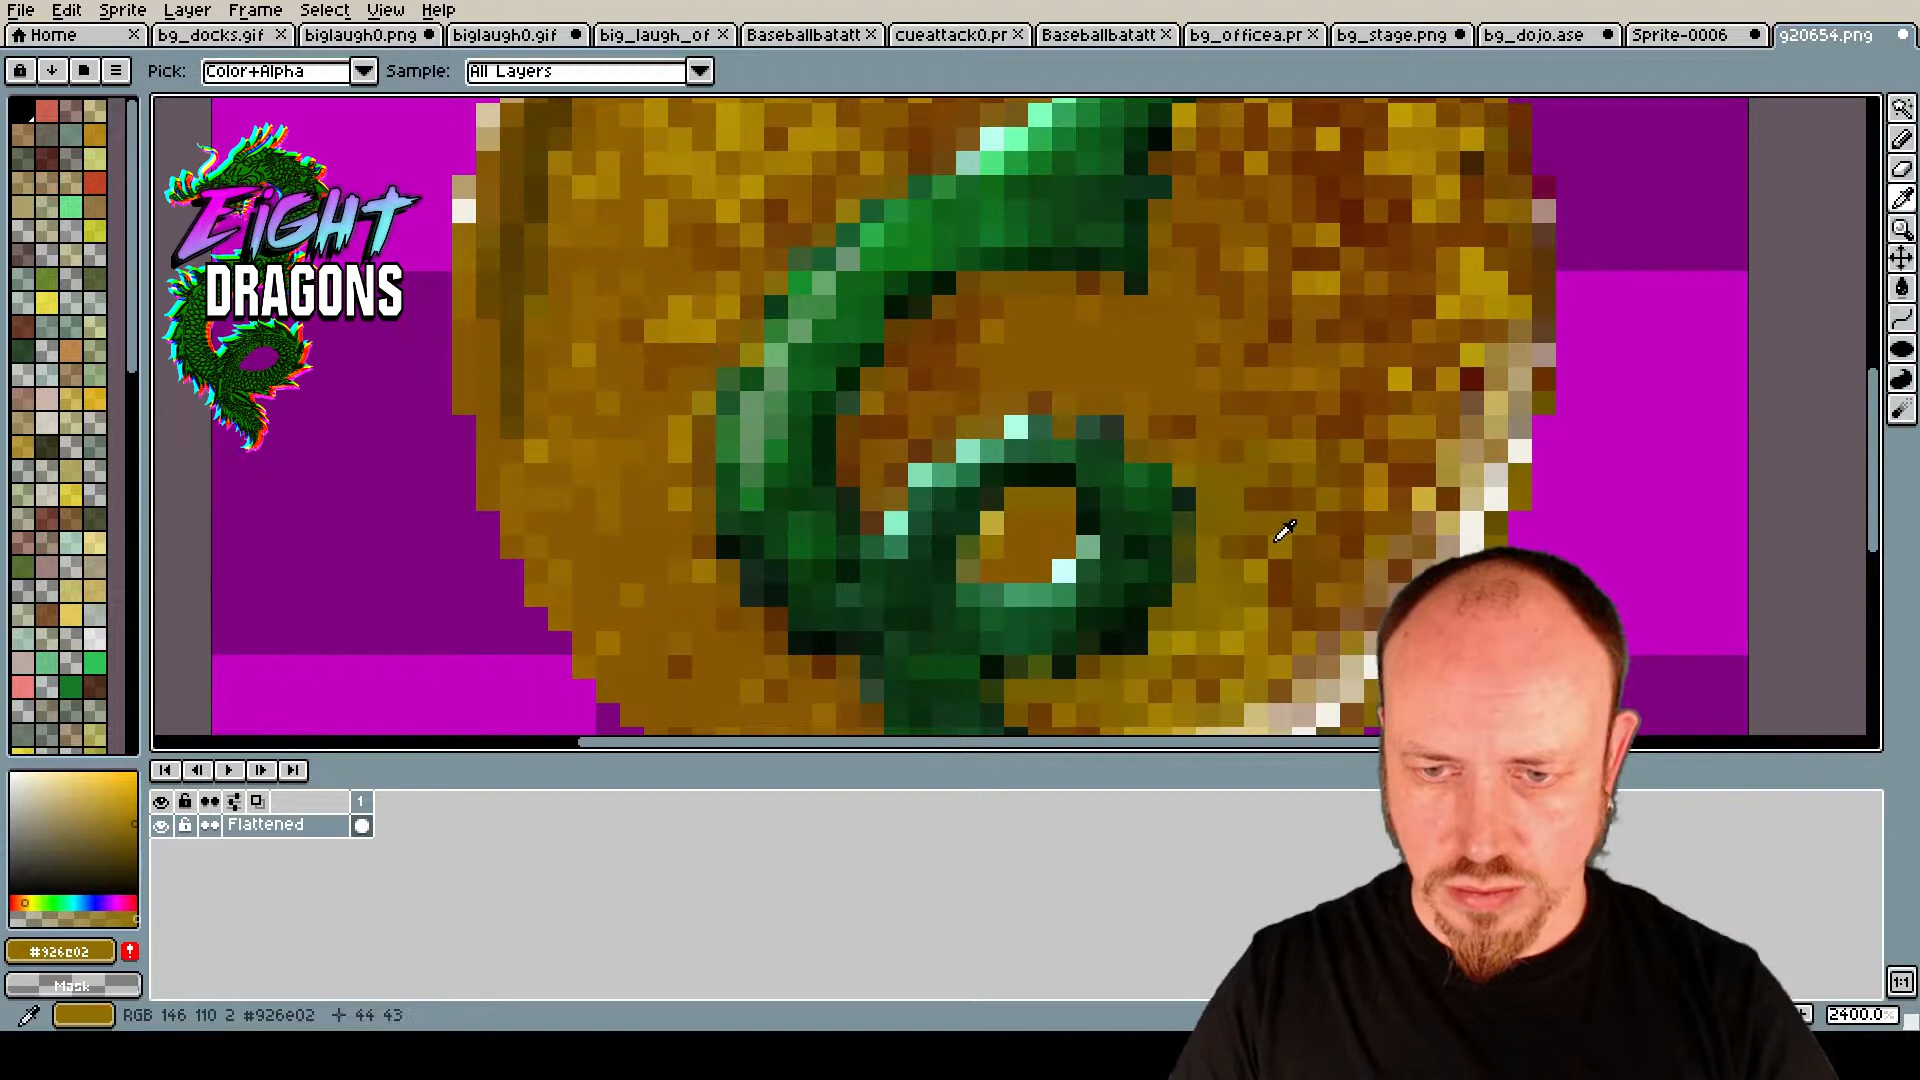 File Edit Sprite Layer Frame Select View Help
Home bg_docks.gif biglaugh0.png biglaugh0.gif big_laugh_of Baseballbatatt cueattack0.pr Baseballbatatt bg_officea.pr bg_stage.png bg_dojo.ase Sprite-0006 g20654.png
Pick: Color+Alpha Sample: All Layers
EIGHT
DRAGONS
1
Flattened
#926e02
Mask
RGB 146 110 2 #926e02 44 43
1:1
2400.0%